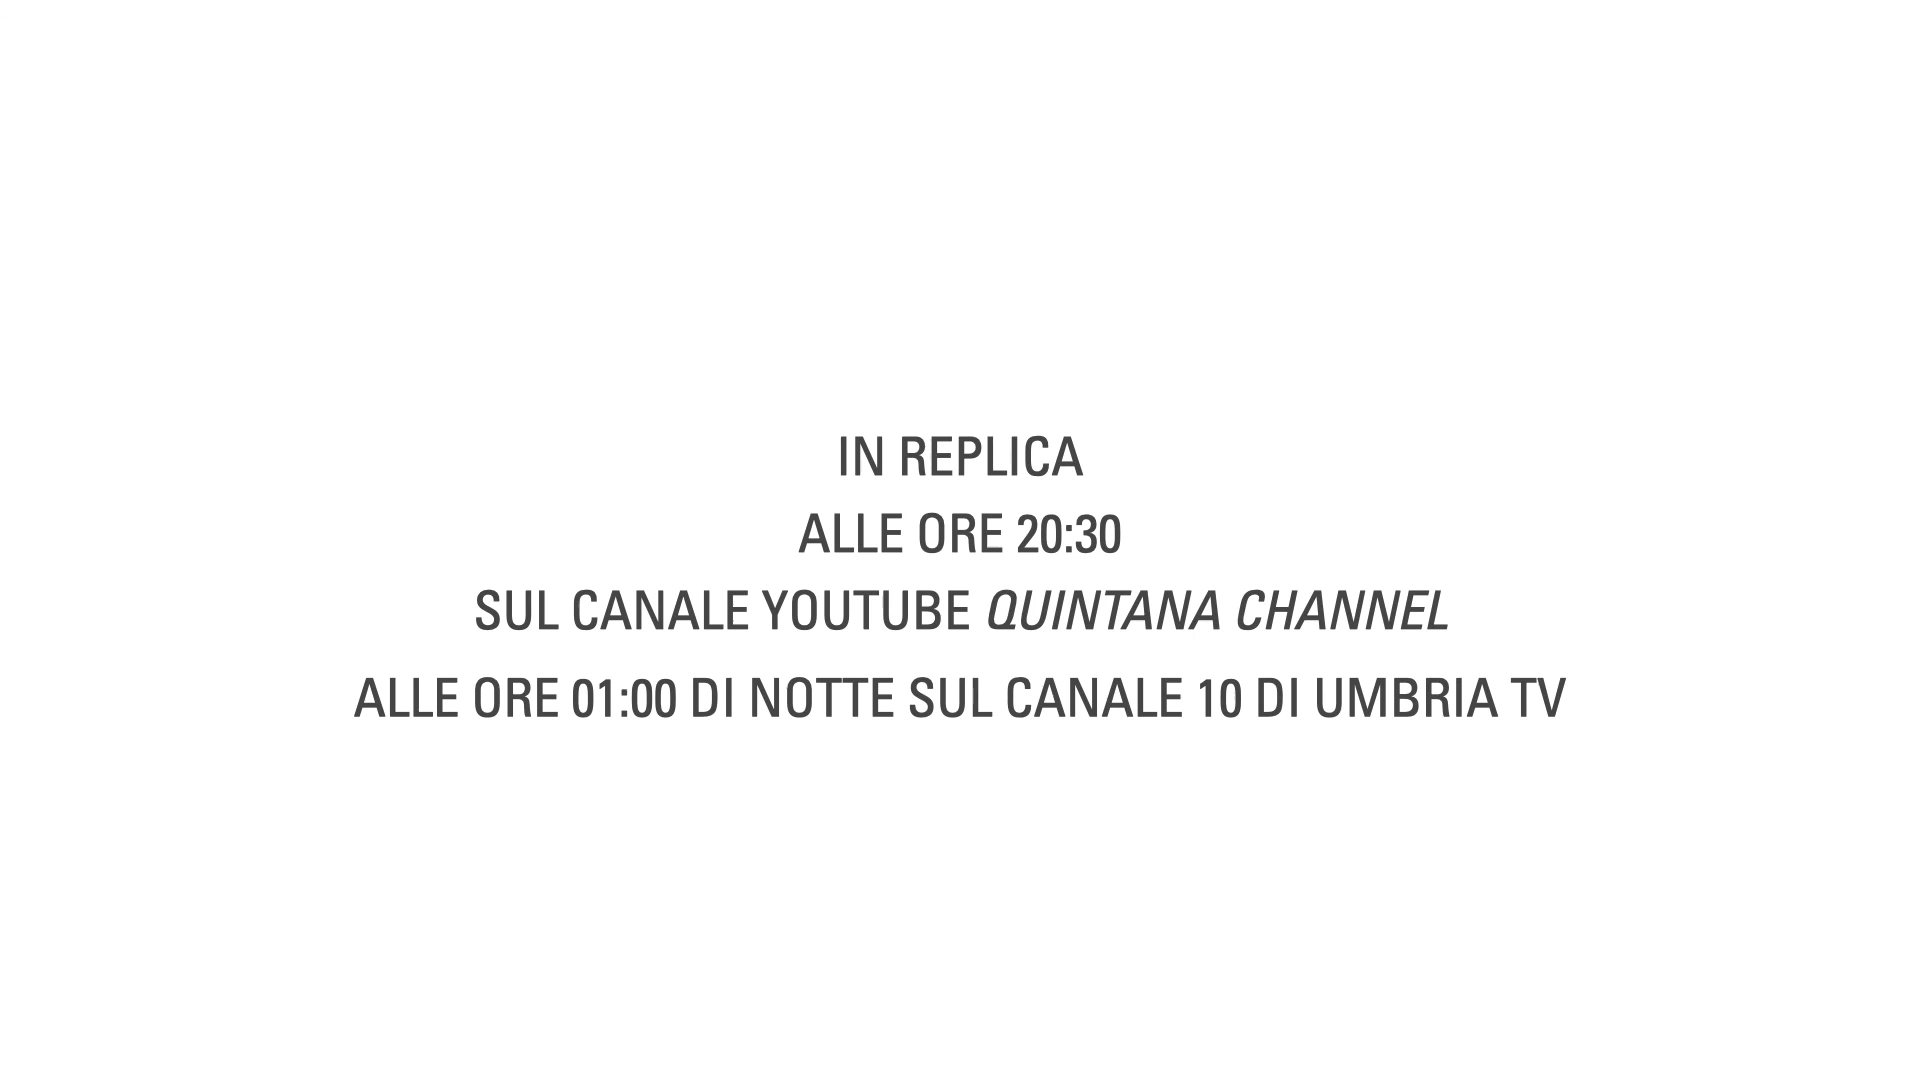 IN REPLICA
ALLE ORE 20:30
SUL CANALE YOUTUBE QUINTANA CHANNEL
ALLE ORE 01:00 DI NOTTE SUL CANALE 10 DI UMBRIA TV